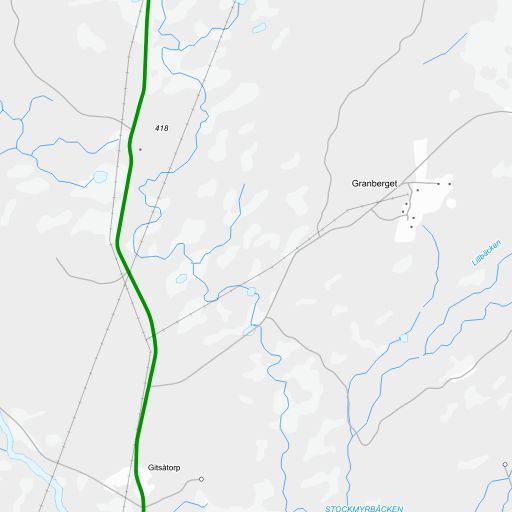 418
Granberget
Lillbäcken
Gitsåtorp
STOCKMYRBÄCKEN